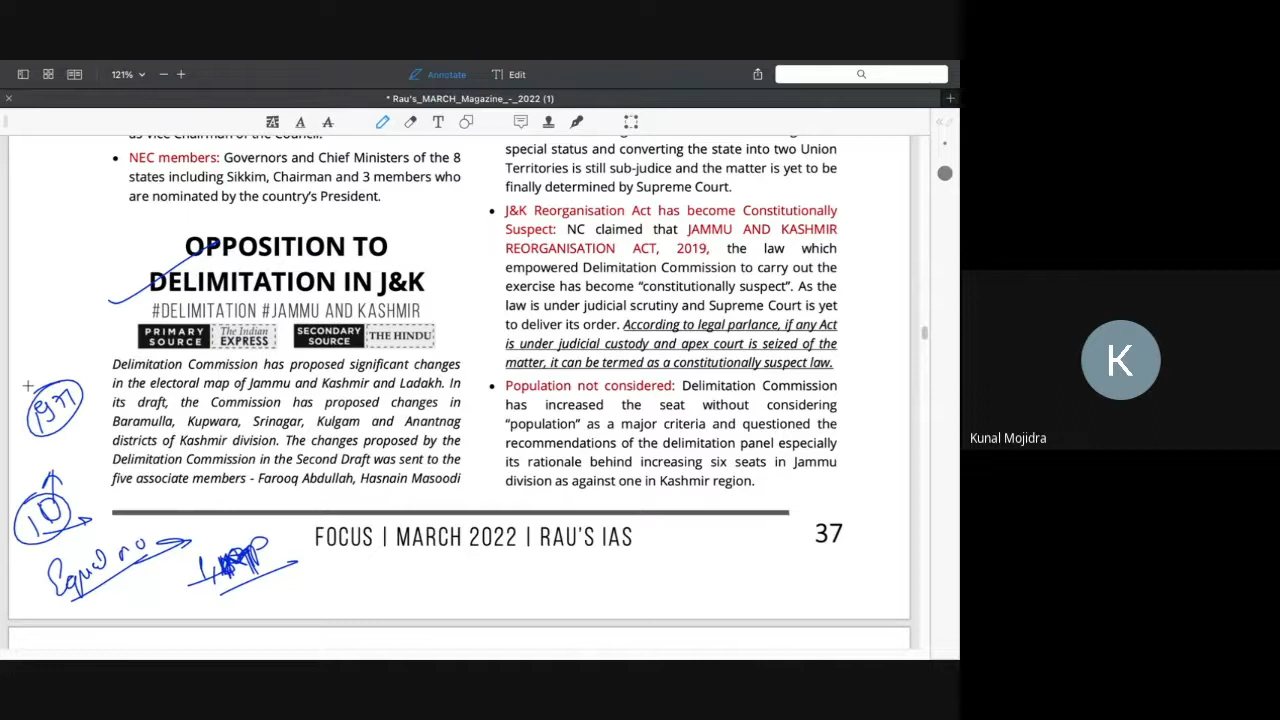 121%
Annotate
T Edit
* Rau's_MARCH_Magazine_-_2022 (1)
NEC members: Governors and Chief Ministers of the 8
states including Sikkim, Chairman and 3 members who
are nominated by the country's President.
OPPOSITION TO
DELIMITATION IN J&K
#DELIMITATION #JAMMU AND KASHMIR
PRIMARY SOURCE The Indian EXPRESS SECONDARY SOURCE THE HINDU
Delimitation Commission has proposed significant changes
in the electoral map of Jammu and Kashmir and Ladakh. In
its draft, the Commission has proposed changes in
Baramulla, Kupwara, Srinagar, Kulgam and Anantnag
districts of Kashmir division. The changes proposed by the
Delimitation Commission in the Second Draft was sent to the
five associate members - Farooq Abdullah, Hasnain Masoodi
special status and converting the state into two Union
Territories is still sub-judice and the matter is yet to be
finally determined by Supreme Court.
J&K Reorganisation Act has become Constitutionally
Suspect: NC claimed that JAMMU AND KASHMIR
REORGANISATION ACT, 2019, the law which
empowered Delimitation Commission to carry out the
exercise has become "constitutionally suspect". As the
law is under judicial scrutiny and Supreme Court is yet
to deliver its order. According to legal parlance, if any Act
is under judicial custody and apex court is seized of the
matter, it can be termed as a constitutionally suspect law.
Population not considered: Delimitation Commission
has increased the seat without considering
"population" as a major criteria and questioned the
recommendations of the delimitation panel especially
its rationale behind increasing six seats in Jammu
division as against one in Kashmir region.
10
Equal no
FOCUS | MARCH 2022 | RAU'S IAS
37
K
Kunal Mojidra